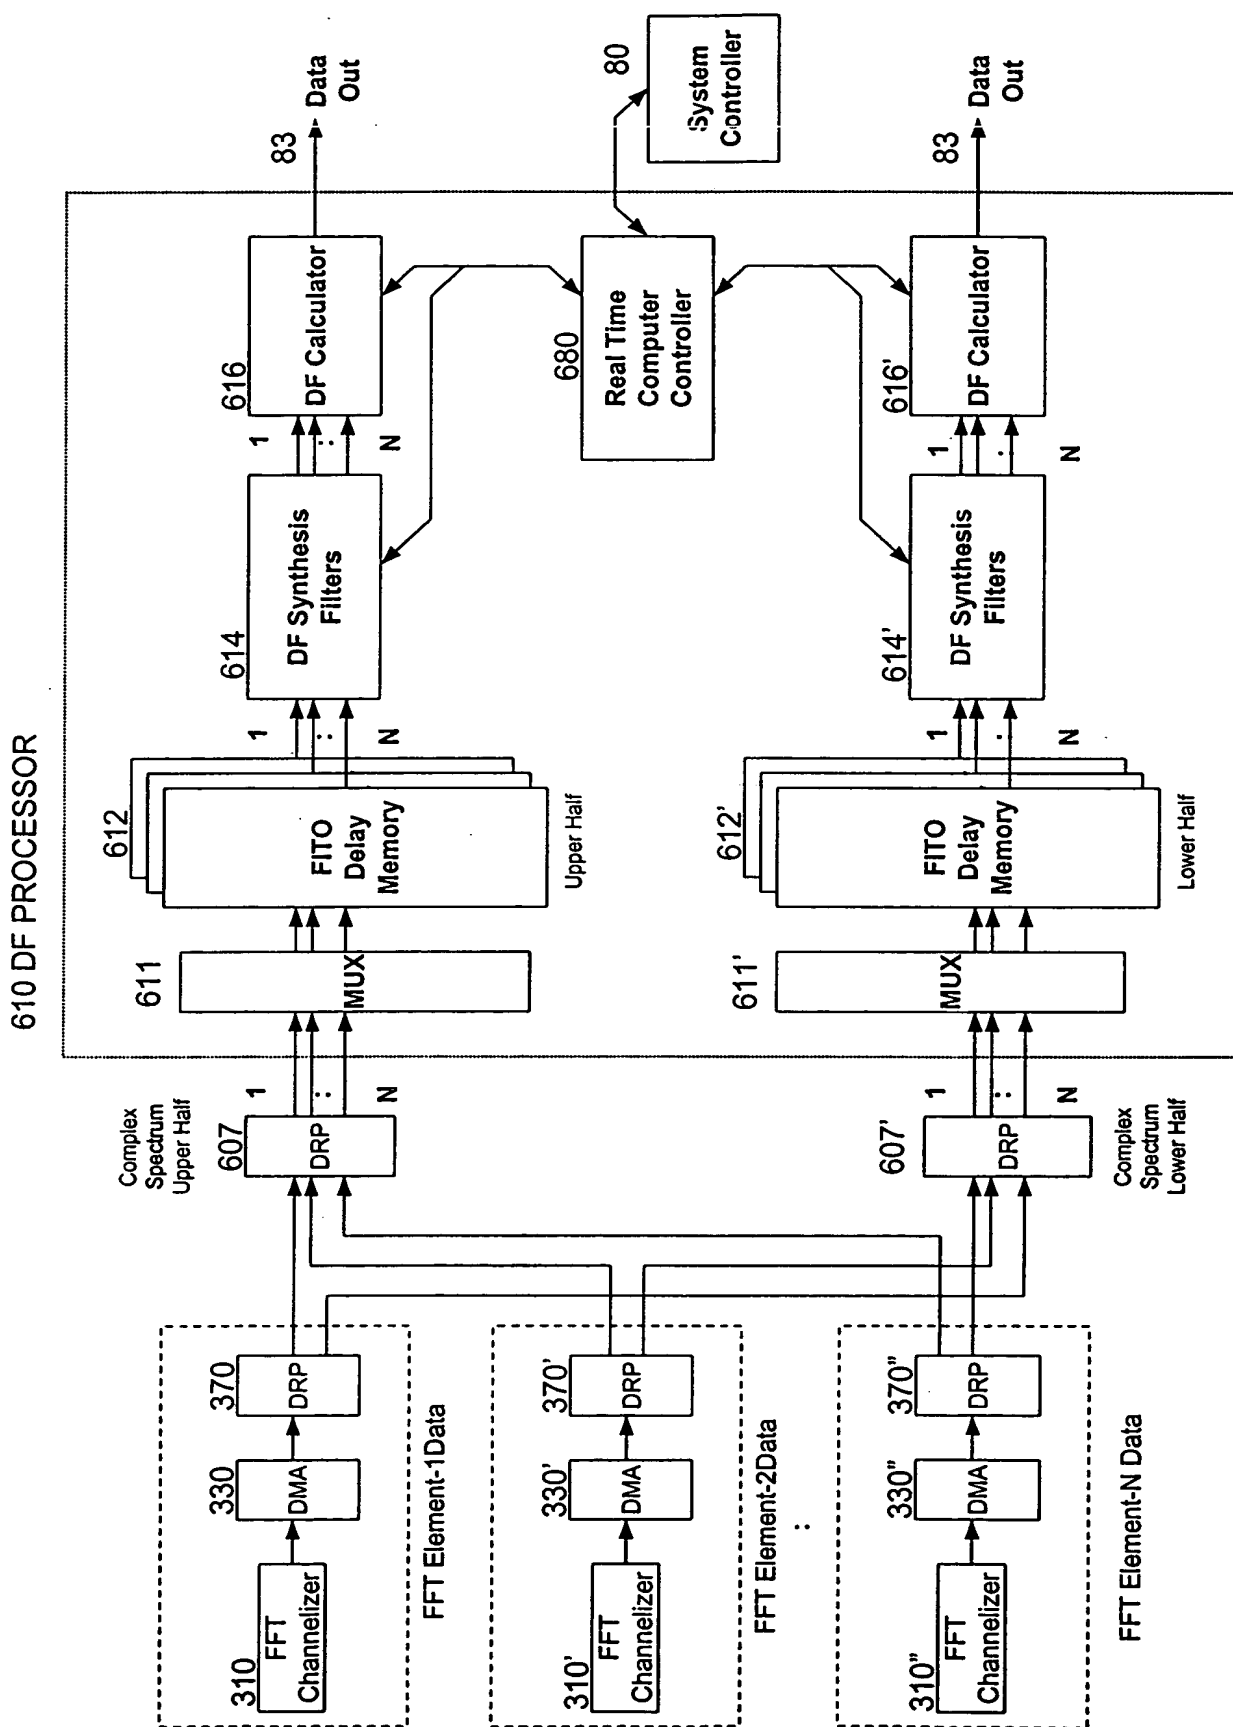 610 DF PROCESSOR
310
FFT
Channelizer
330
DMA
370
DRP
FFT Element-1Data
310'
FFT
Channelizer
330'
DMA
370'
DRP
FFT Element-2Data
:
310"
FFT
Channelizer
330"
DMA
370"
DRP
FFT Element-N Data
Complex
Spectrum
Upper Half
607
DRP
1
:
N
611
MUX
612
FITO
Delay
Memory
Upper Half
1
:
N
614
DF Synthesis
Filters
1
:
N
616
DF Calculator
83
Data
Out
680
Real Time
Computer
Controller
80
System
Controller
607'
DRP
Complex
Spectrum
Lower Half
1
:
N
611'
MUX
612'
FITO
Delay
Memory
Lower Half
1
:
N
614'
DF Synthesis
Filters
1
:
N
616'
DF Calculator
83
Data
Out